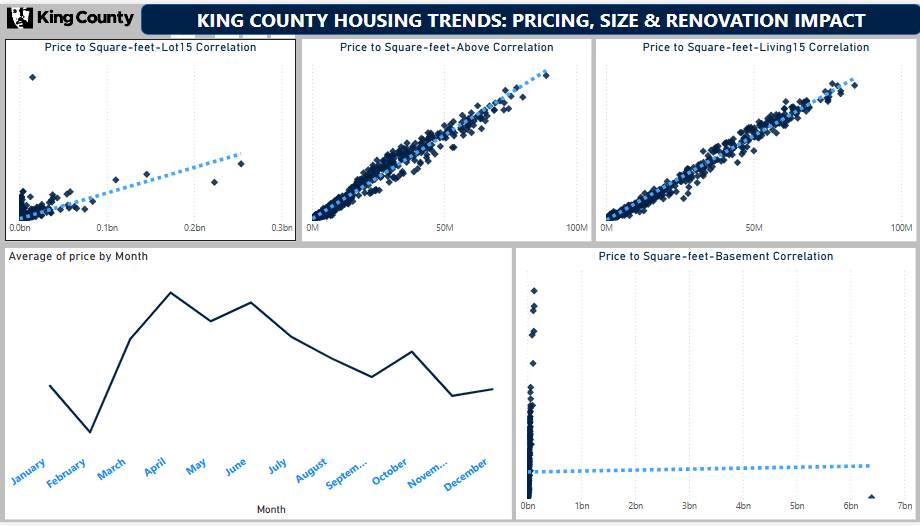 King County
KING COUNTY HOUSING TRENDS: PRICING, SIZE & RENOVATION IMPACT
Price to Square-feet-Lot15 Correlation
0.0bn 0.1bn 0.2bn 0.3bn
Price to Square-feet-Above Correlation
0M 50M 100M
Price to Square-feet-Living15 Correlation
0M 50M 100M
Average of price by Month
January February March April May June July August Septem... October Novem... December
Month
Price to Square-feet-Basement Correlation
0bn 1bn 2bn 3bn 4bn 5bn 6bn 7bn